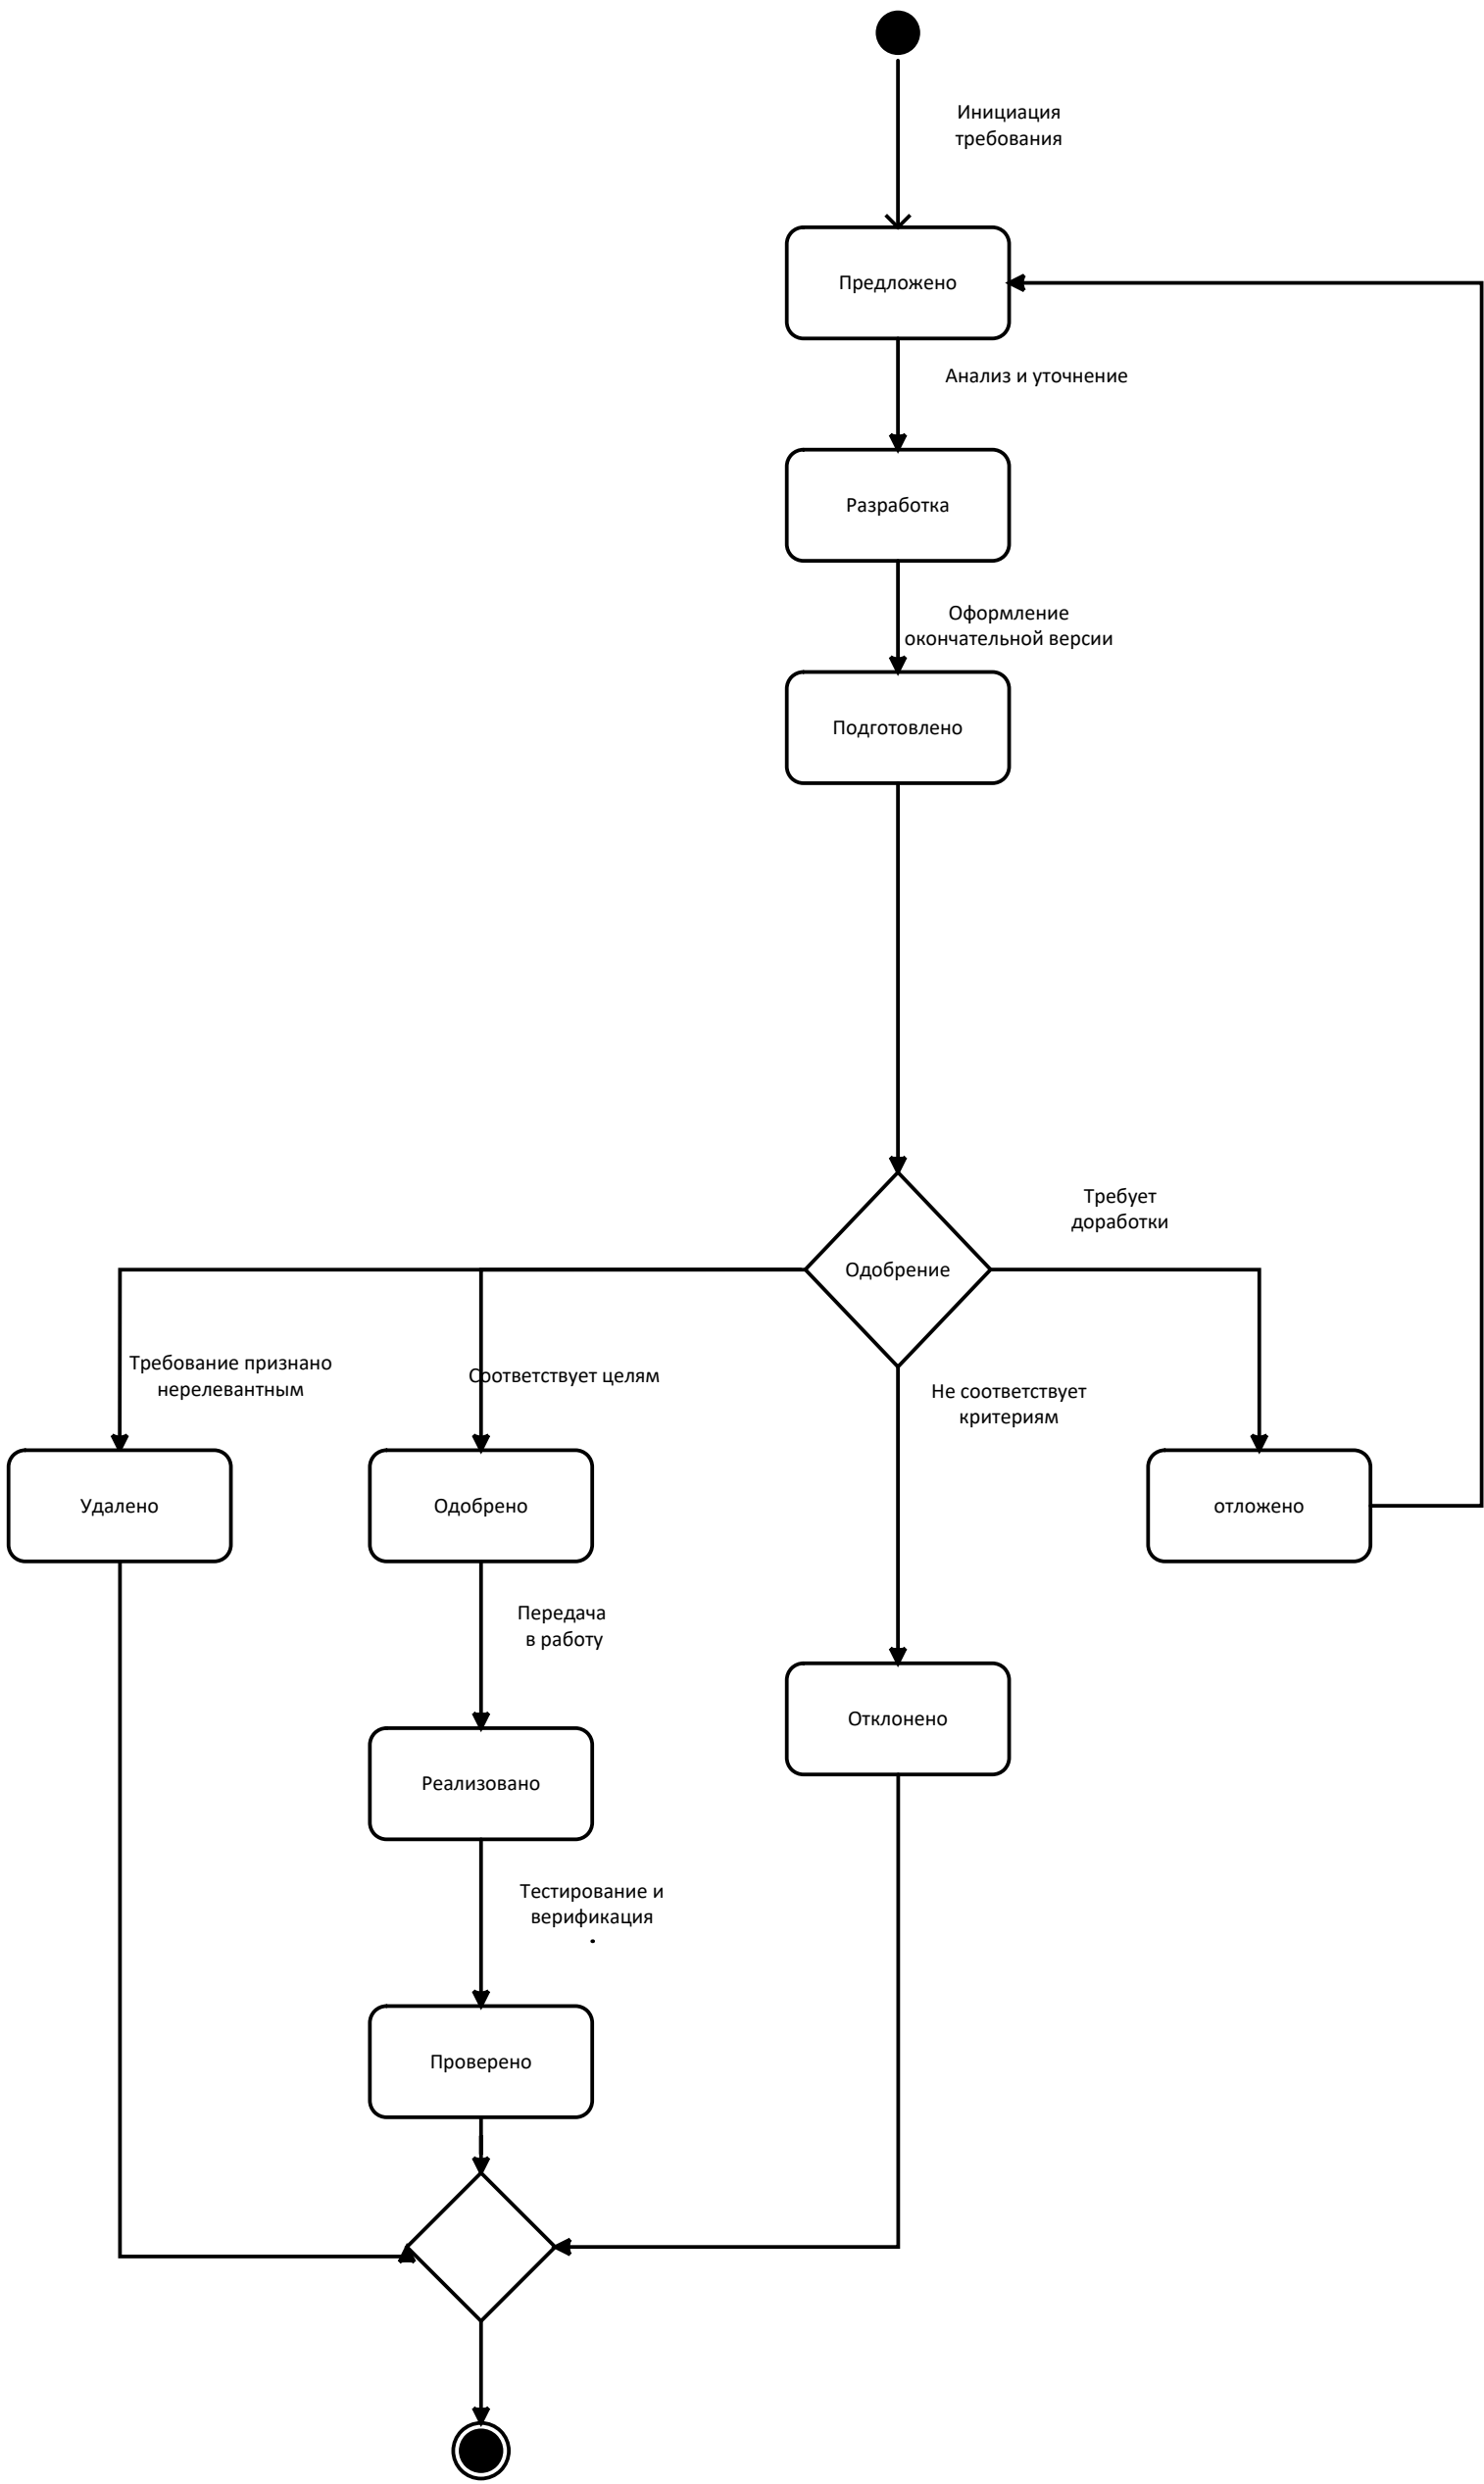 Инициация
требования
Предложено
Анализ и уточнение
Разработка
Оформление
окончательной версии
Подготовлено
Требует
доработки
Одобрение
Требование признано
нерелевантным
Соответствует целям
Не соответствует
критериям
Удалено
Одобрено
отложено
Передача
в работу
Отклонено
Реализовано
Тестирование и
верификация
Проверено